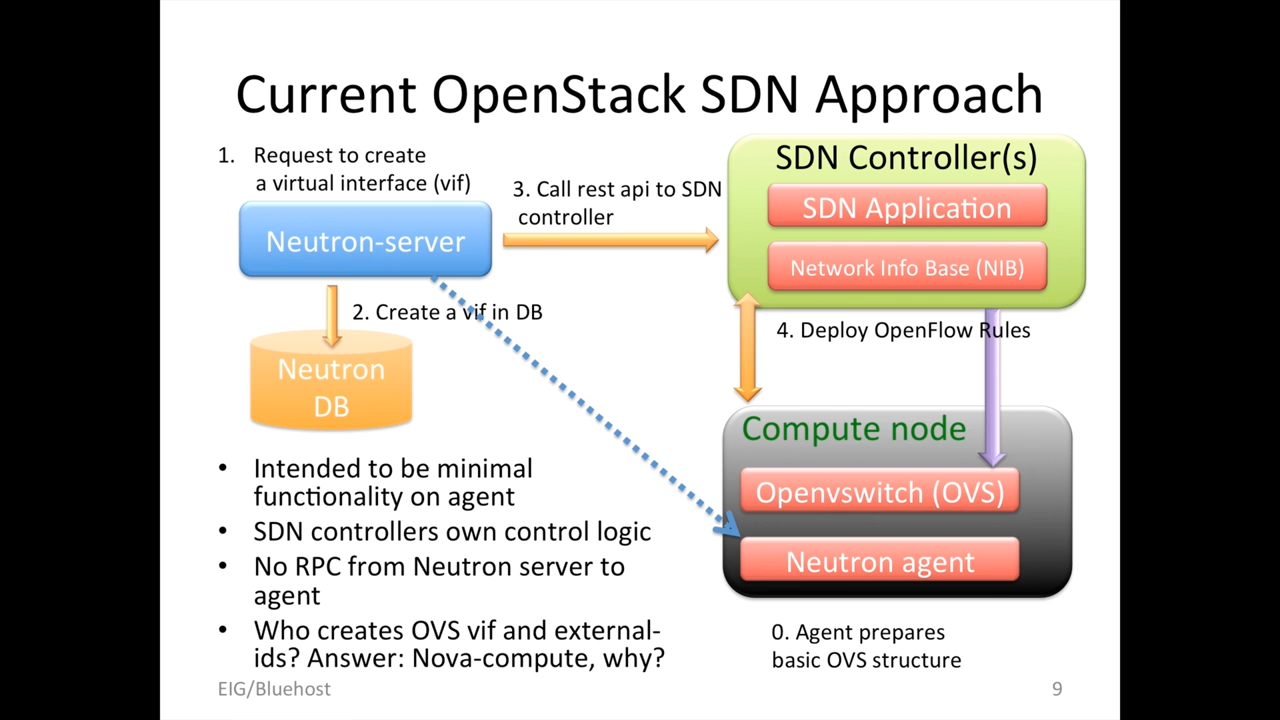 Current OpenStack SDN Approach
1. Request to create
a virtual interface (vif)
Neutron-server
3. Call rest api to SDN
controller
SDN Controller(s)
SDN Application
Network Info Base (NIB)
2. Create a vif in DB
Neutron
DB
4. Deploy OpenFlow Rules
Compute node
Openvswitch (OVS)
Neutron agent
• Intended to be minimal
functionality on agent
• SDN controllers own control logic
• No RPC from Neutron server to
agent
• Who creates OVS vif and external-
ids? Answer: Nova-compute, why?
0. Agent prepares
basic OVS structure
EIG/Bluehost
9